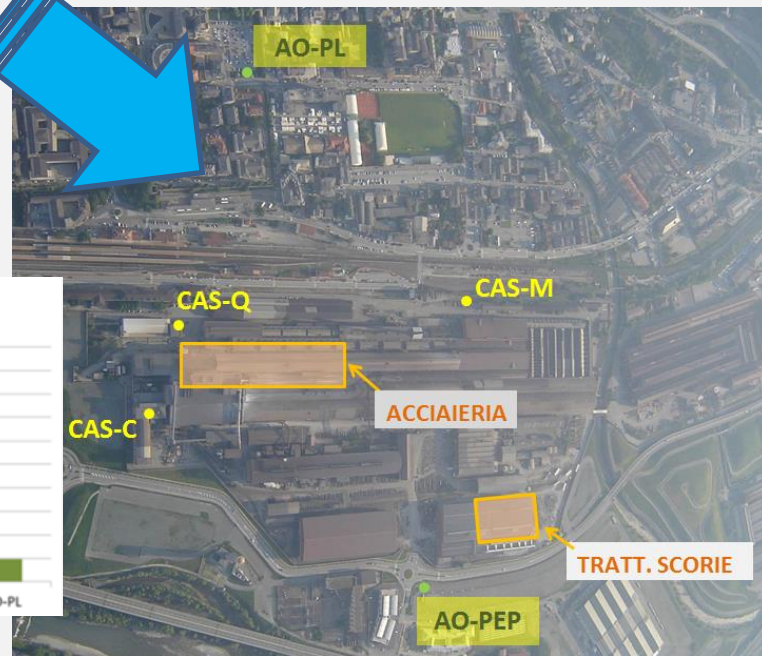 AO-PL
CAS-Q
CAS-M
ACCIAIERIA
CAS-C
TRATT. SCORIE
AO-PEP